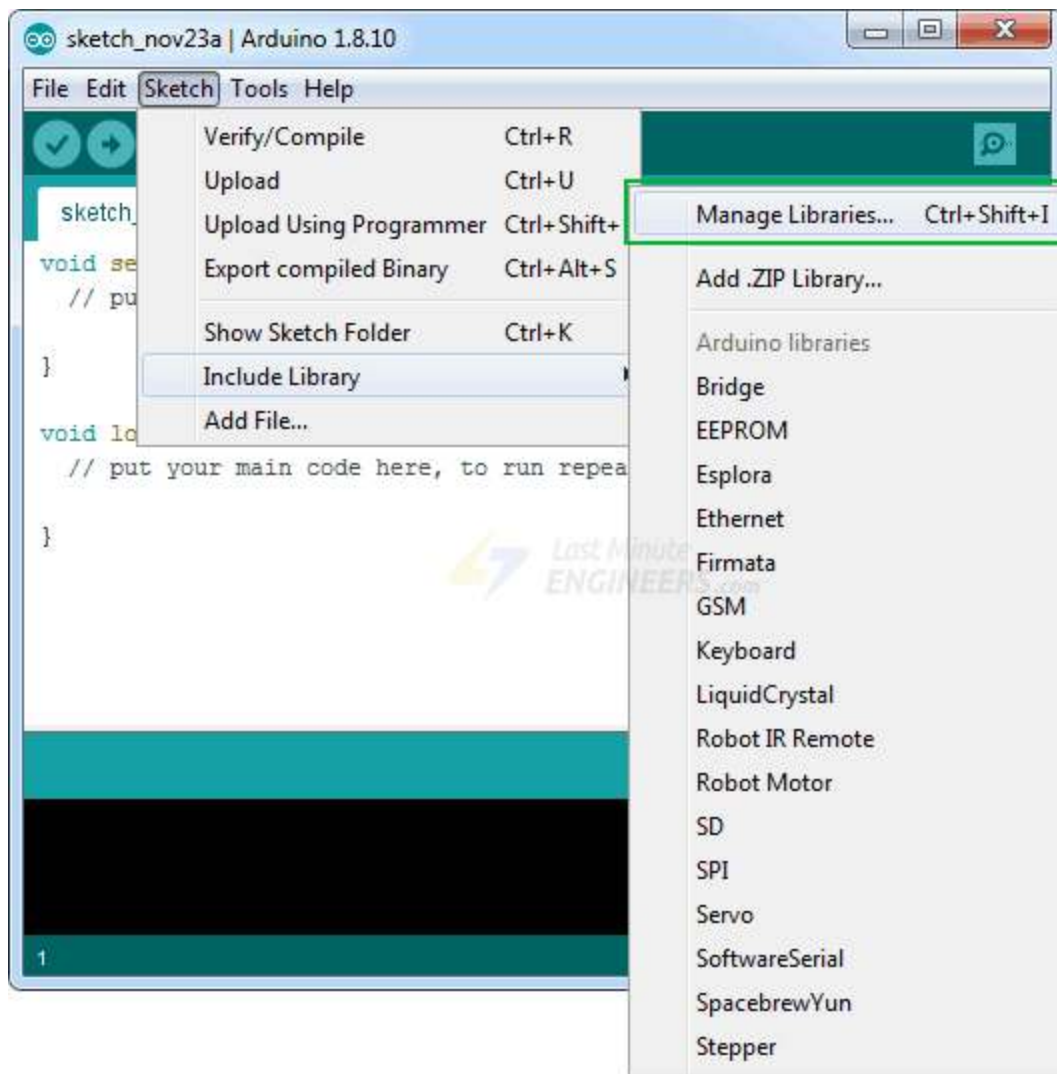 sketch_nov23a | Arduino 1.8.10
File Edit Sketch Tools Help
Verify/Compile Ctrl+R
Upload Ctrl+U
Upload Using Programmer Ctrl+Shift+
Export compiled Binary Ctrl+Alt+S
Show Sketch Folder Ctrl+K
Include Library
Add File...
sketch_
void se
// pu
}
void lo
// put your main code here, to run repea
}
1
Manage Libraries... Ctrl+Shift+I
Add .ZIP Library...
Arduino libraries
Bridge
EEPROM
Esplora
Ethernet
Firmata
GSM
Keyboard
LiquidCrystal
Robot IR Remote
Robot Motor
SD
SPI
Servo
SoftwareSerial
SpacebrewYun
Stepper
Last Minute
ENGINEERS.com